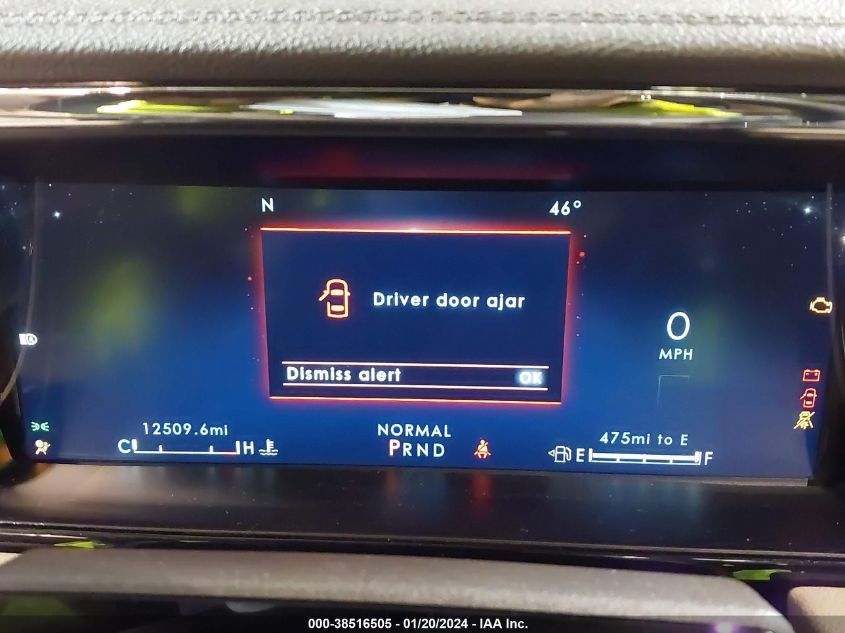 N
46°
Driver door ajar
0
MPH
Dismiss alert
OK
12509.6mi
C H
NORMAL
PRND
475mi to E
E F
000-38516505 - 01/20/2024 - IAA Inc.